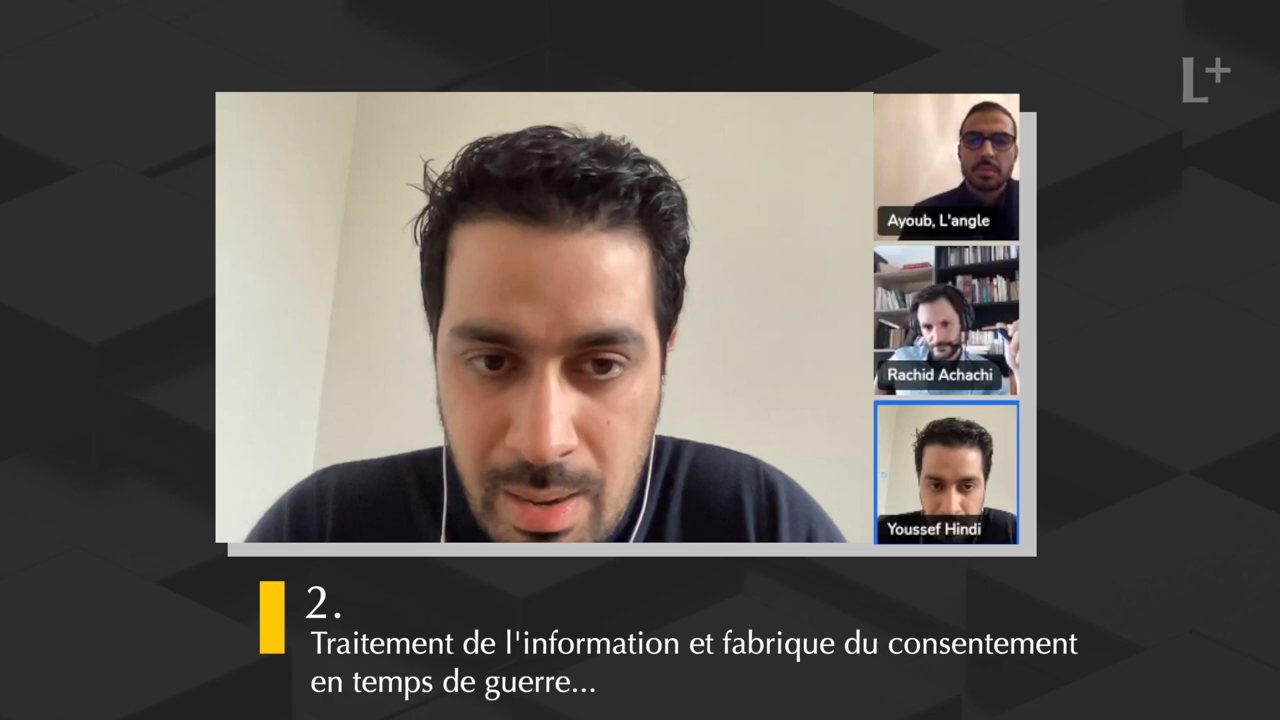 L+
Ayoub, L'angle
Rachid Achachi
Youssef Hindi
2.
Traitement de l'information et fabrique du consentement
en temps de guerre...